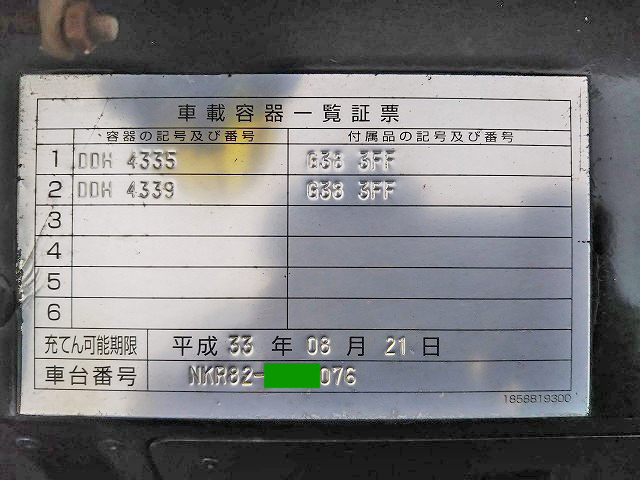 車載容器一覧証票
容器の記号及び番号 付属品の記号及び番号
1 DDH 4335 G38 3FF
2 DDH 4339 G38 3FF
3
4
5
6
充てん可能期限 平成 33 年 08 月 21 日
車台番号 NKR82- 076
1858819300